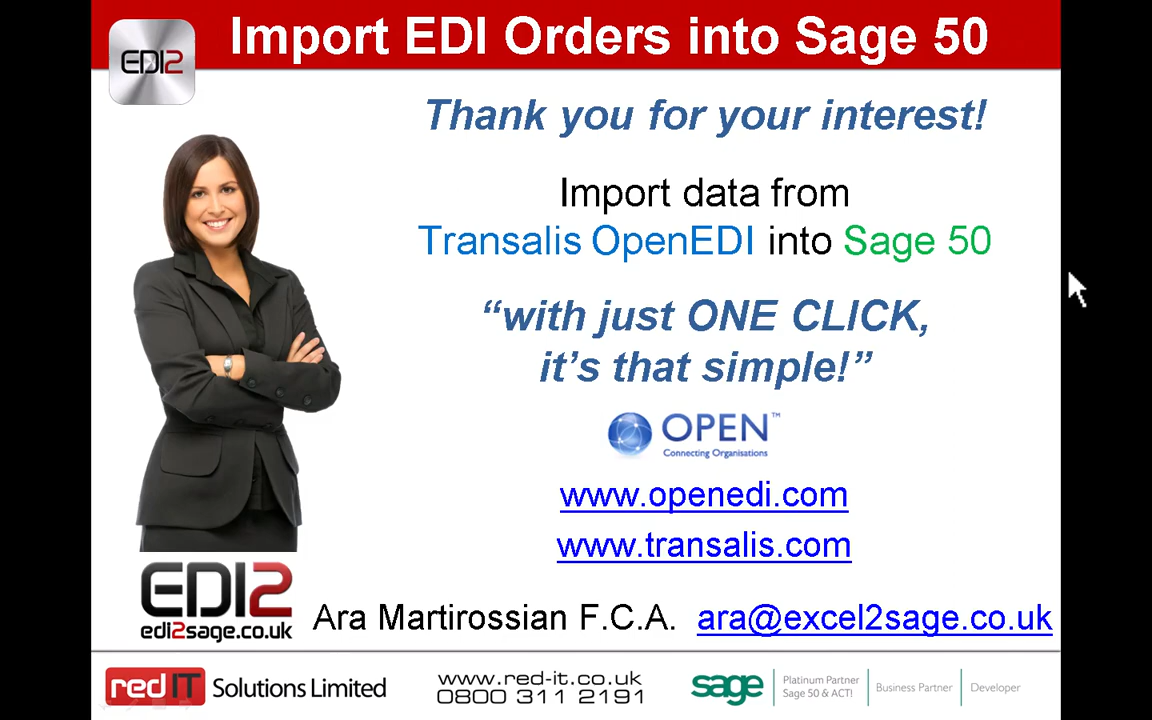 EDI2
Import EDI Orders into Sage 50
Thank you for your interest!
Import data from
Transalis OpenEDI into Sage 50
“with just ONE CLICK,
it’s that simple!”
OPEN™
Connecting Organisations
www.openedi.com
www.transalis.com
EDI2
edi2sage.co.uk
Ara Martirossian F.C.A. ara@excel2sage.co.uk
red IT Solutions Limited
www.red-it.co.uk
0800 311 2191
sage
Platinum Partner
Sage 50 & ACT!
Business Partner
Developer